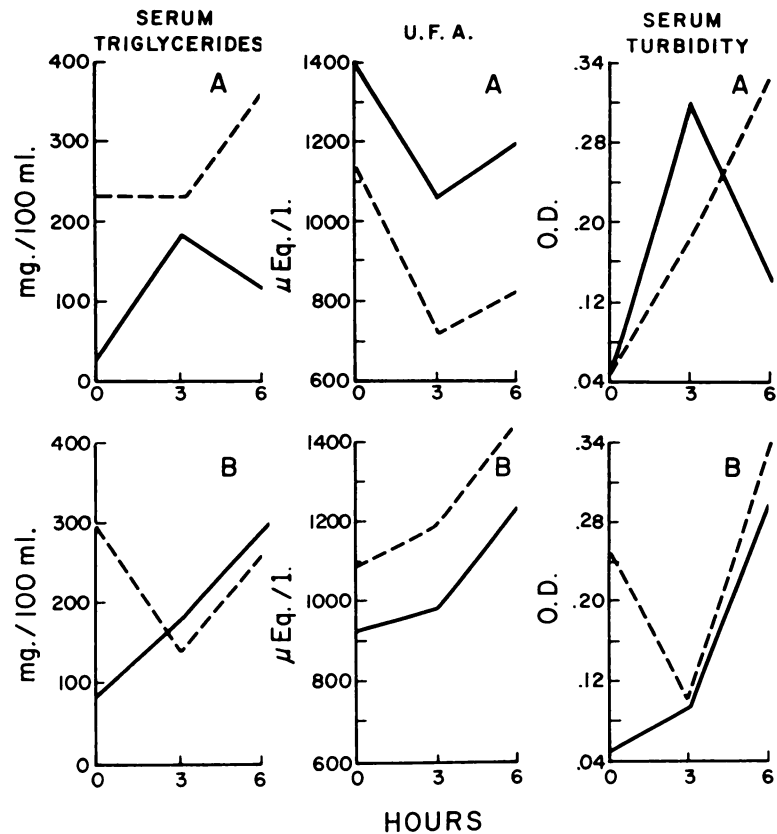 SERUM
TRIGLYCERIDES
U.F.A.
SERUM
TURBIDITY
400
300
200
100
0
mg./100 ml.
A
0 3 6
1400
1200
1000
800
600
μEq./1.
A
0 3 6
.34
.28
.20
.12
.04
O.D.
A
0 3 6
400
300
200
100
0
mg./100 ml.
B
0 3 6
1400
1200
1000
800
600
μEq./1.
B
0 3 6
.34
.28
.20
.12
.04
O.D.
B
0 3 6
HOURS